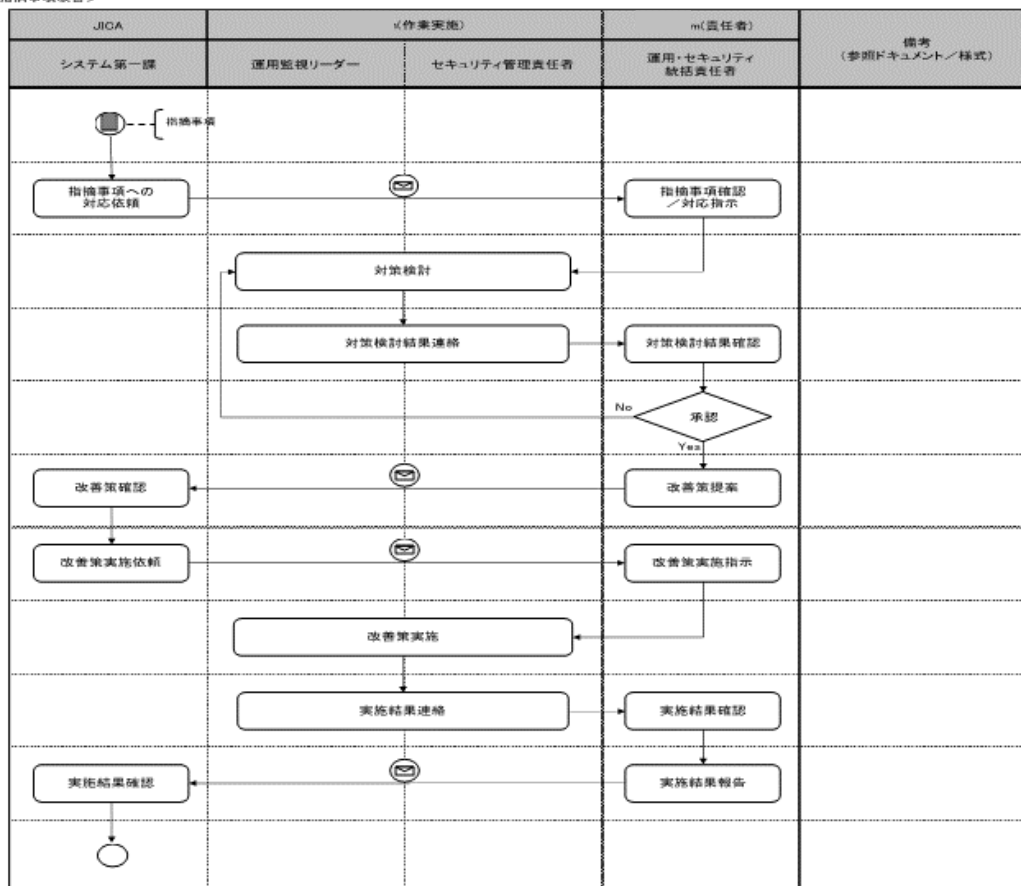 JICA
(作業実施)
m(責任者)
備考
(参照ドキュメント/様式)
システム第一課
運用監視リーダー
セキュリティ管理責任者
運用・セキュリティ
統括責任者
指摘事項
指摘事項への
対応依頼
指摘事項確認
/対応指示
対策検討
対策検討結果連絡
対策検討結果確認
No
承認
Yes
改善策確認
改善策提案
改善策実施依頼
改善策実施指示
改善策実施
実施結果連絡
実施結果確認
実施結果確認
実施結果報告